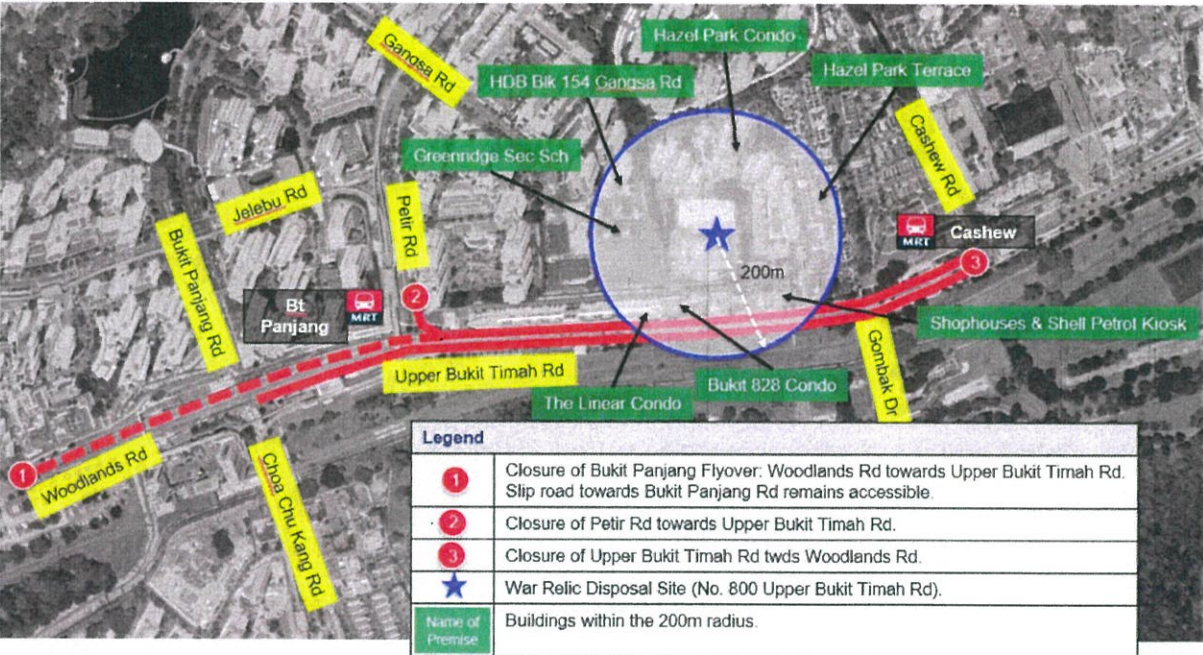 Hazel Park Condo
Gangsa Rd
HDB Blk 154 Gangsa Rd
Hazel Park Terrace
Greenridge Sec Sch
Cashew Rd
Jelebu Rd
Petir Rd
Bukit Panjang Rd
MRT Cashew
3
200m
2
Bt
Panjang
MRT
Shophouses & Shell Petrol Kiosk
Upper Bukit Timah Rd
Bukit 828 Condo
Gombak Dr
The Linear Condo
1
Woodlands Rd
Choa Chu Kang Rd
Legend
1 Closure of Bukit Panjang Flyover: Woodlands Rd towards Upper Bukit Timah Rd.
Slip road towards Bukit Panjang Rd remains accessible.
2 Closure of Petir Rd towards Upper Bukit Timah Rd.
3 Closure of Upper Bukit Timah Rd twds Woodlands Rd.
War Relic Disposal Site (No. 800 Upper Bukit Timah Rd).
Name of
Premise
Buildings within the 200m radius.